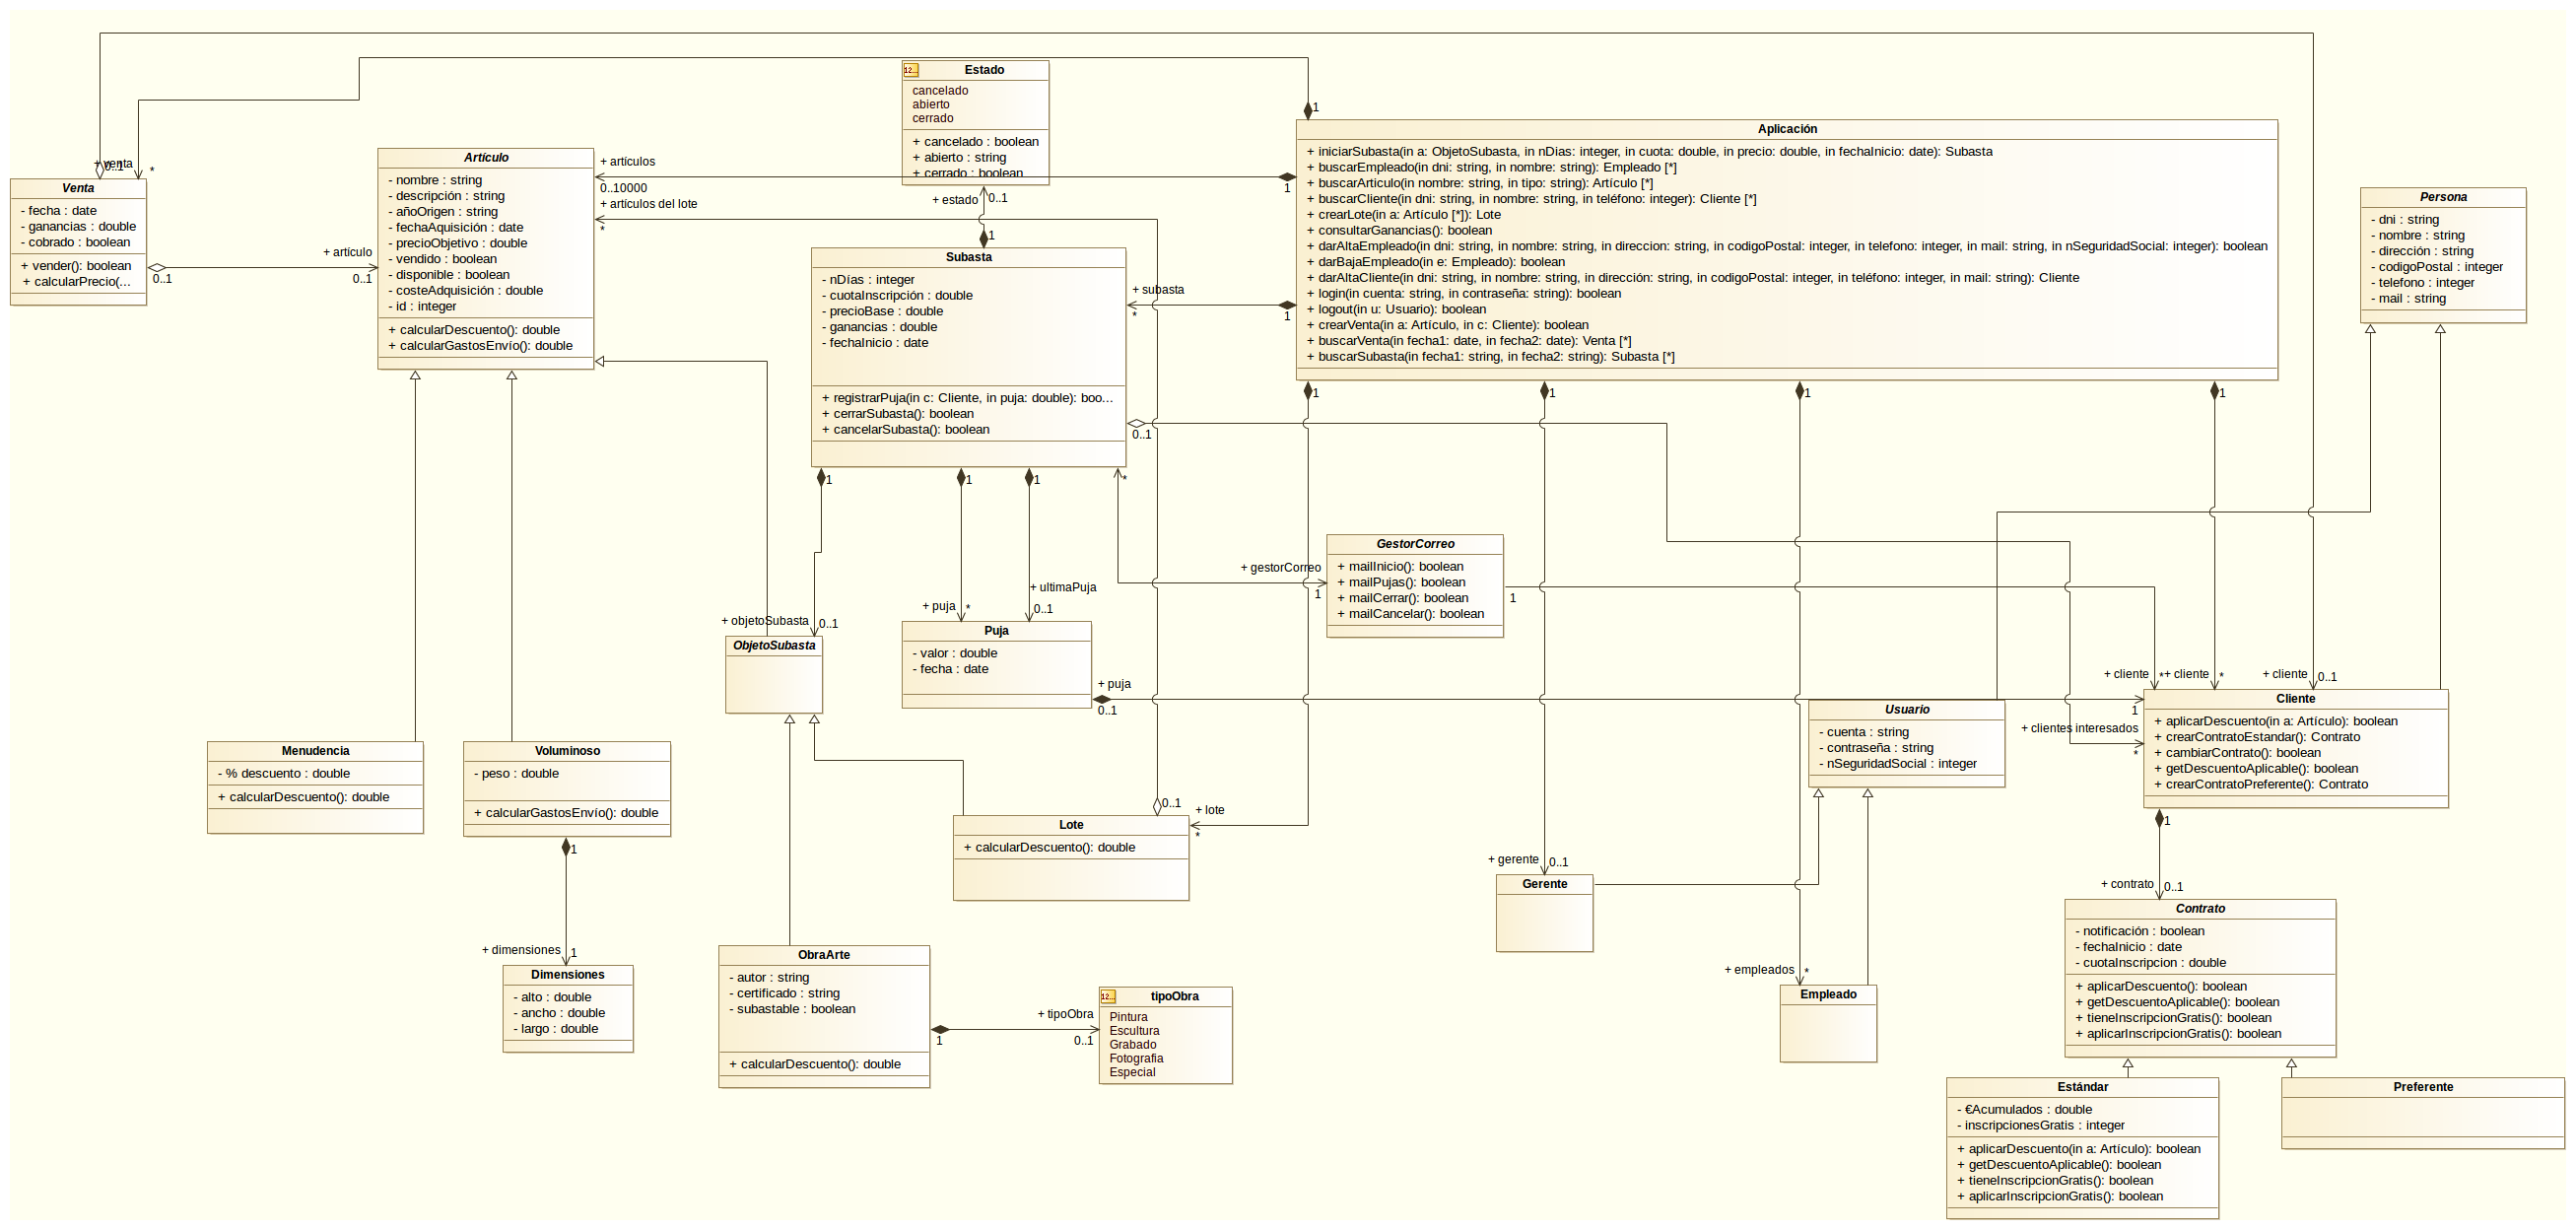 Estado
cancelado
abierto
cerrado
+ cancelado : boolean
+ abierto : string
+ cerrado : boolean
1
Aplicación
+ iniciarSubasta(in a: ObjetoSubasta, in nDias: integer, in cuota: double, in precio: double, in fechaInicio: date): Subasta
+ buscarEmpleado(in dni: string, in nombre: string): Empleado [*]
+ buscarArticulo(in nombre: string, in tipo: string): Artículo [*]
+ buscarCliente(in dni: string, in nombre: string, in teléfono: integer): Cliente [*]
+ crearLote(in a: Artículo [*]): Lote
+ consultarGanancias(): boolean
+ darAltaEmpleado(in dni: string, in nombre: string, in direccion: string, in codigoPostal: integer, in telefono: integer, in mail: string, in nSeguridadSocial: integer): boolean
+ darBajaEmpleado(in e: Empleado): boolean
+ darAltaCliente(in dni: string, in nombre: string, in dirección: string, in codigoPostal: integer, in teléfono: integer, in mail: string): Cliente
+ login(in cuenta: string, in contraseña: string): boolean
+ logout(in u: Usuario): boolean
+ crearVenta(in a: Artículo, in c: Cliente): boolean
+ buscarVenta(in fecha1: date, in fecha2: date): Venta [*]
+ buscarSubasta(in fecha1: string, in fecha2: string): Subasta [*]
+ venta
0..1
*
Venta
- fecha : date
- ganancias : double
- cobrado : boolean
+ vender(): boolean
+ calcularPrecio(...
+ artículo
0..1
0..1
Artículo
- nombre : string
- descripción : string
- añoOrigen : string
- fechaAquisición : date
- precioObjetivo : double
- vendido : boolean
- disponible : boolean
- costeAdquisición : double
- id : integer
+ calcularDescuento(): double
+ calcularGastosEnvío(): double
+ artículos
0..10000
1
+ artículos del lote
*
+ estado
0..1
1
Subasta
- nDías : integer
- cuotaInscripción : double
- precioBase : double
- ganancias : double
- fechaInicio : date
+ registrarPuja(in c: Cliente, in puja: double): boo...
+ cerrarSubasta(): boolean
+ cancelarSubasta(): boolean
+ subasta
*
1
Persona
- dni : string
- nombre : string
- dirección : string
- codigoPostal : integer
- telefono : integer
- mail : string
1
1
1
1
0..1
1
1
1
*
+ gestorCorreo
1
GestorCorreo
+ mailInicio(): boolean
+ mailPujas(): boolean
+ mailCerrar(): boolean
+ mailCancelar(): boolean
1
+ objetoSubasta
0..1
ObjetoSubasta
+ puja
*
+ ultimaPuja
0..1
Puja
- valor : double
- fecha : date
+ puja
0..1
1
+ cliente
*
+ cliente
*
+ cliente
0..1
+ clientes interesados
*
Cliente
+ aplicarDescuento(in a: Artículo): boolean
+ crearContratoEstandar(): Contrato
+ cambiarContrato(): boolean
+ getDescuentoAplicable(): boolean
+ crearContratoPreferente(): Contrato
Usuario
- cuenta : string
- contraseña : string
- nSeguridadSocial : integer
Menudencia
- % descuento : double
+ calcularDescuento(): double
Voluminoso
- peso : double
+ calcularGastosEnvío(): double
1
+ dimensiones
1
Dimensiones
- alto : double
- ancho : double
- largo : double
0..1
Lote
+ calcularDescuento(): double
+ lote
*
+ gerente
0..1
Gerente
+ empleados
*
Empleado
1
+ contrato
0..1
Contrato
- notificación : boolean
- fechaInicio : date
- cuotaInscripcion : double
+ aplicarDescuento(): boolean
+ getDescuentoAplicable(): boolean
+ tieneInscripcionGratis(): boolean
+ aplicarInscripcionGratis(): boolean
ObraArte
- autor : string
- certificado : string
- subastable : boolean
+ calcularDescuento(): double
1
+ tipoObra
0..1
tipoObra
Pintura
Escultura
Grabado
Fotografia
Especial
Estándar
- €Acumulados : double
- inscripcionesGratis : integer
+ aplicarDescuento(in a: Artículo): boolean
+ getDescuentoAplicable(): boolean
+ tieneInscripcionGratis(): boolean
+ aplicarInscripcionGratis(): boolean
Preferente